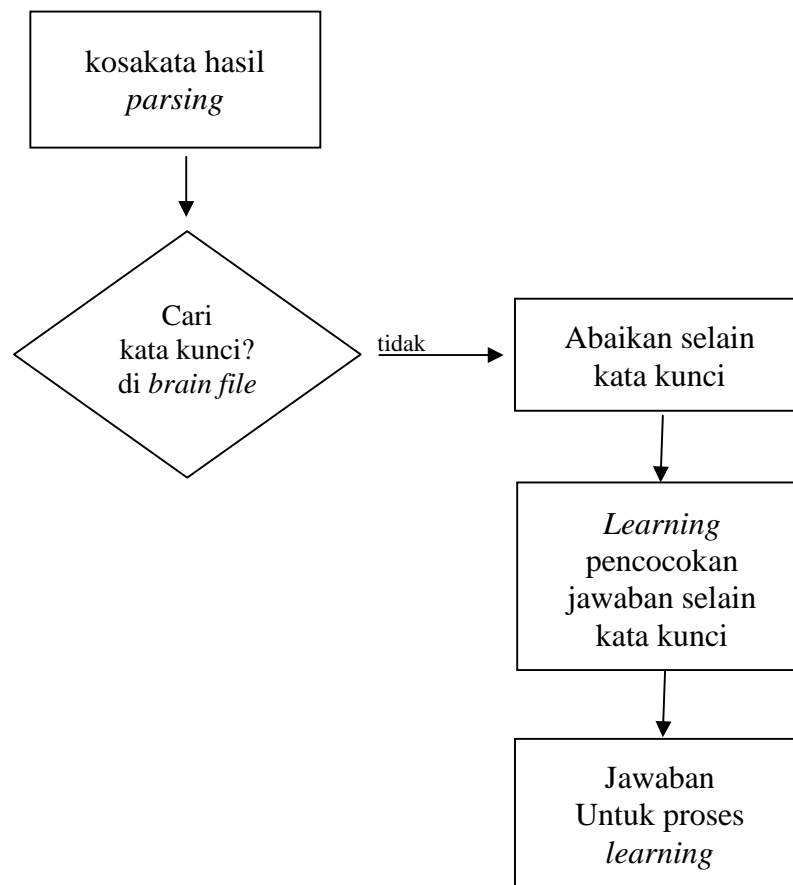 kosakata hasil
parsing
Cari
kata kunci?
di brain file
tidak
Abaikan selain
kata kunci
Learning
pencocokan
jawaban selain
kata kunci
Jawaban
Untuk proses
learning